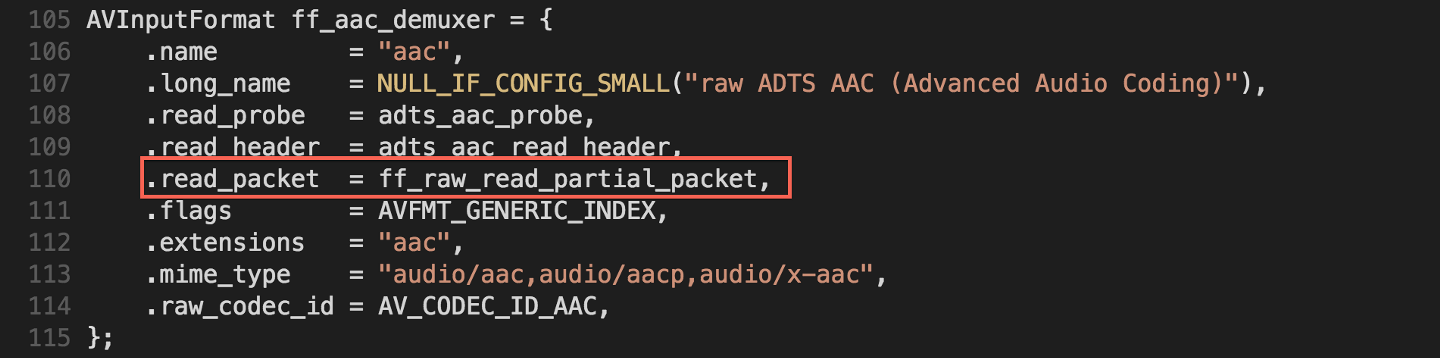 105 AVInputFormat ff_aac_demuxer = {
106     .name         = "aac",
107     .long_name    = NULL_IF_CONFIG_SMALL("raw ADTS AAC (Advanced Audio Coding)"),
108     .read_probe   = adts_aac_probe,
109     .read_header  = adts_aac_read_header,
110     .read_packet  = ff_raw_read_partial_packet,
111     .flags        = AVFMT_GENERIC_INDEX,
112     .extensions   = "aac",
113     .mime_type    = "audio/aac,audio/aacp,audio/x-aac",
114     .raw_codec_id = AV_CODEC_ID_AAC,
115 };